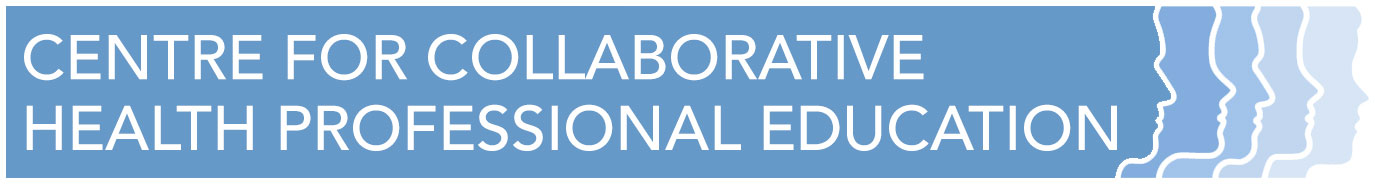 CENTRE FOR COLLABORATIVE
HEALTH PROFESSIONAL EDUCATION